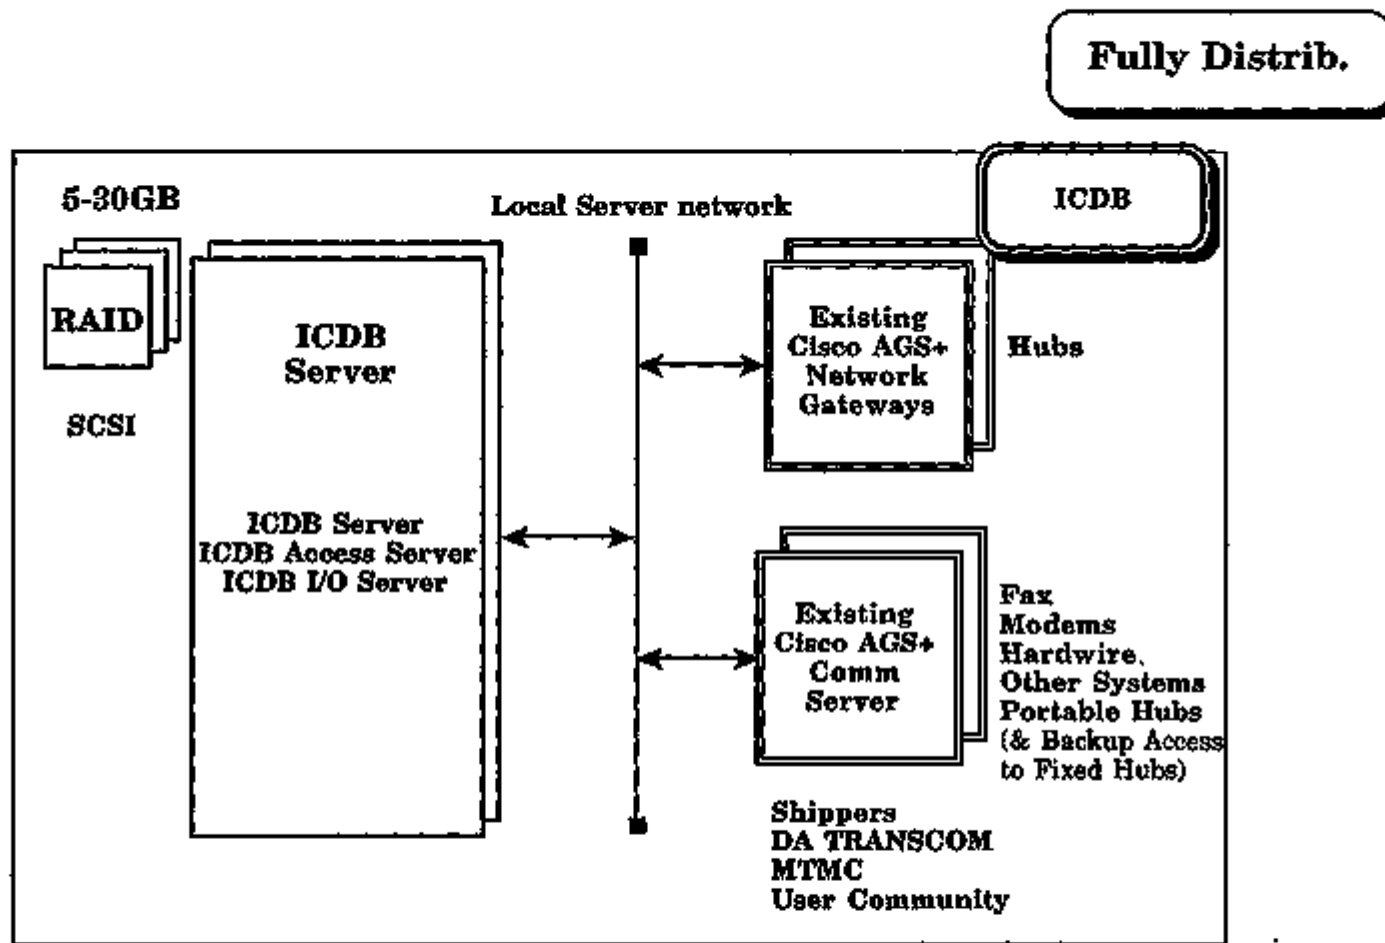 Fully Distrib.
ICDB
5-30GB
Local Server network
RAID
SCSI
ICDB
Server
ICDB Server
ICDB Access Server
ICDB I/O Server
Existing
Cisco AGS+
Network
Gateways
Hubs
Existing
Cisco AGS+
Comm
Server
Fax
Modems
Hardwire,
Other Systems
Portable Hubs
(& Backup Access
to Fixed Hubs)
Shippers
DA TRANSCOM
MTMC
User Community